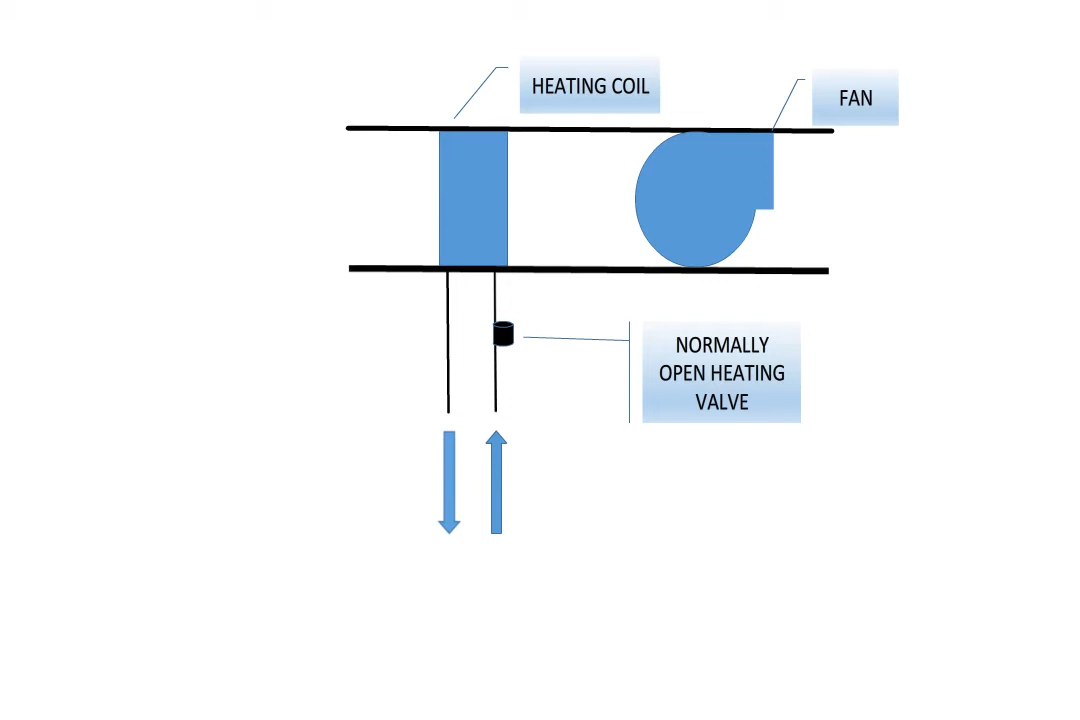 HEATING COIL
FAN
NORMALLY
OPEN HEATING
VALVE